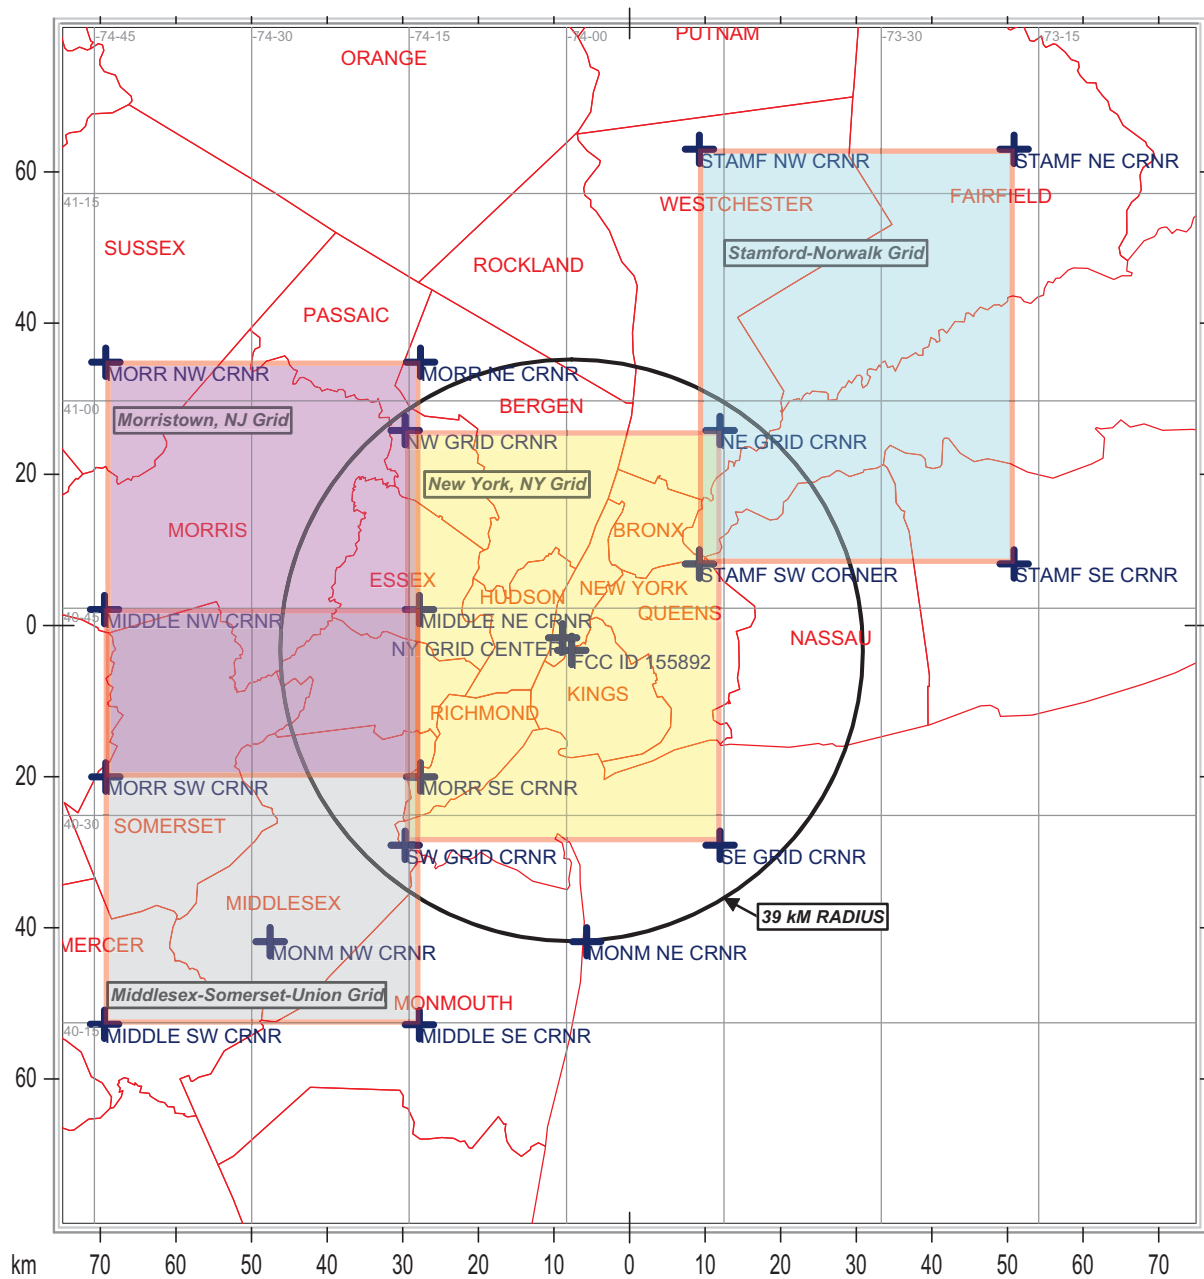 -74-45
-74-30
-74-15
-74-00
-73-30
-73-15
PUTNAM
ORANGE
60
STAMF NW CRNR
STAMF NE CRNR
41-15
WESTCHESTER
FAIRFIELD
SUSSEX
Stamford-Norwalk Grid
ROCKLAND
PASSAIC
40
MORR NW CRNR
MORR NE CRNR
41-00
BERGEN
Morristown, NJ Grid
NW GRID CRNR
NE GRID CRNR
20
New York, NY Grid
MORRIS
BRONX
ESSEX
STAMF SW CORNER
STAMF SE CRNR
NEW YORK
HUDSON
QUEENS
40-45
MIDDLE NW CRNR
MIDDLE NE CRNR
0
NASSAU
NY GRID CENTER
FCC ID 155892
KINGS
RICHMOND
20
MORR SW CRNR
MORR SE CRNR
40-30
SOMERSET
SW GRID CRNR
SE GRID CRNR
MIDDLESEX
39 kM RADIUS
40
MERCER
MONM NW CRNR
MONM NE CRNR
Middlesex-Somerset-Union Grid
MONMOUTH
40-15
MIDDLE SW CRNR
MIDDLE SE CRNR
60
km
70
60
50
40
30
20
10
0
10
20
30
40
50
60
70